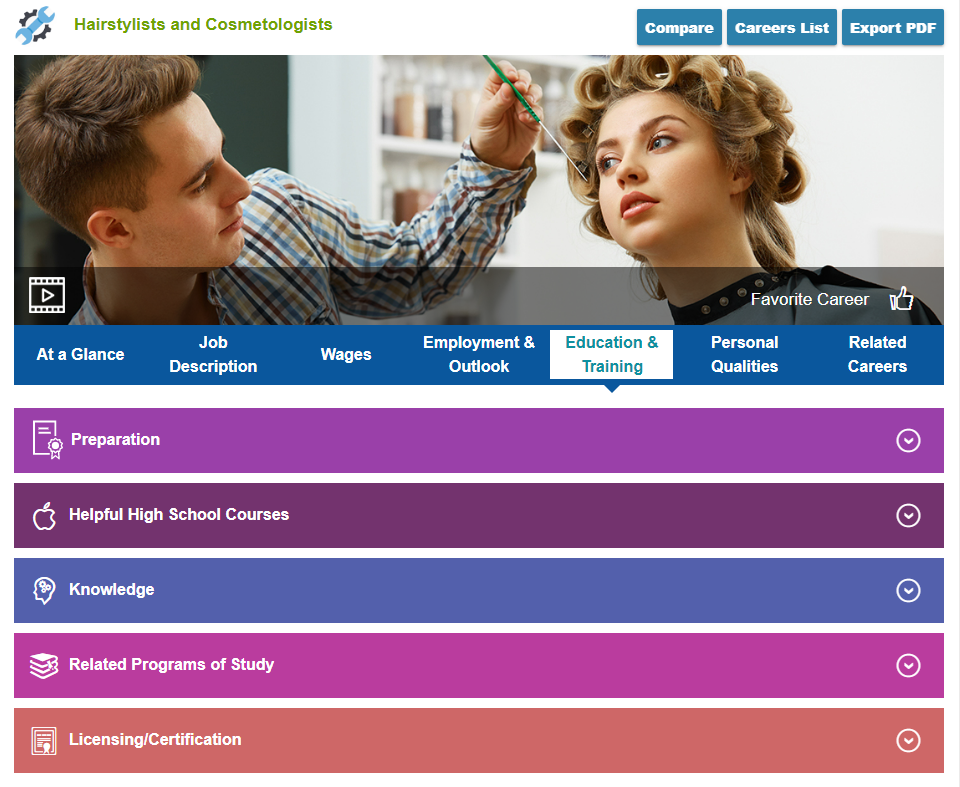 Hairstylists and Cosmetologists
Compare
Careers List
Export PDF
Favorite Career
At a Glance
Job
Description
Wages
Employment &
Outlook
Education &
Training
Personal
Qualities
Related
Careers
Preparation
Helpful High School Courses
Knowledge
Related Programs of Study
Licensing/Certification